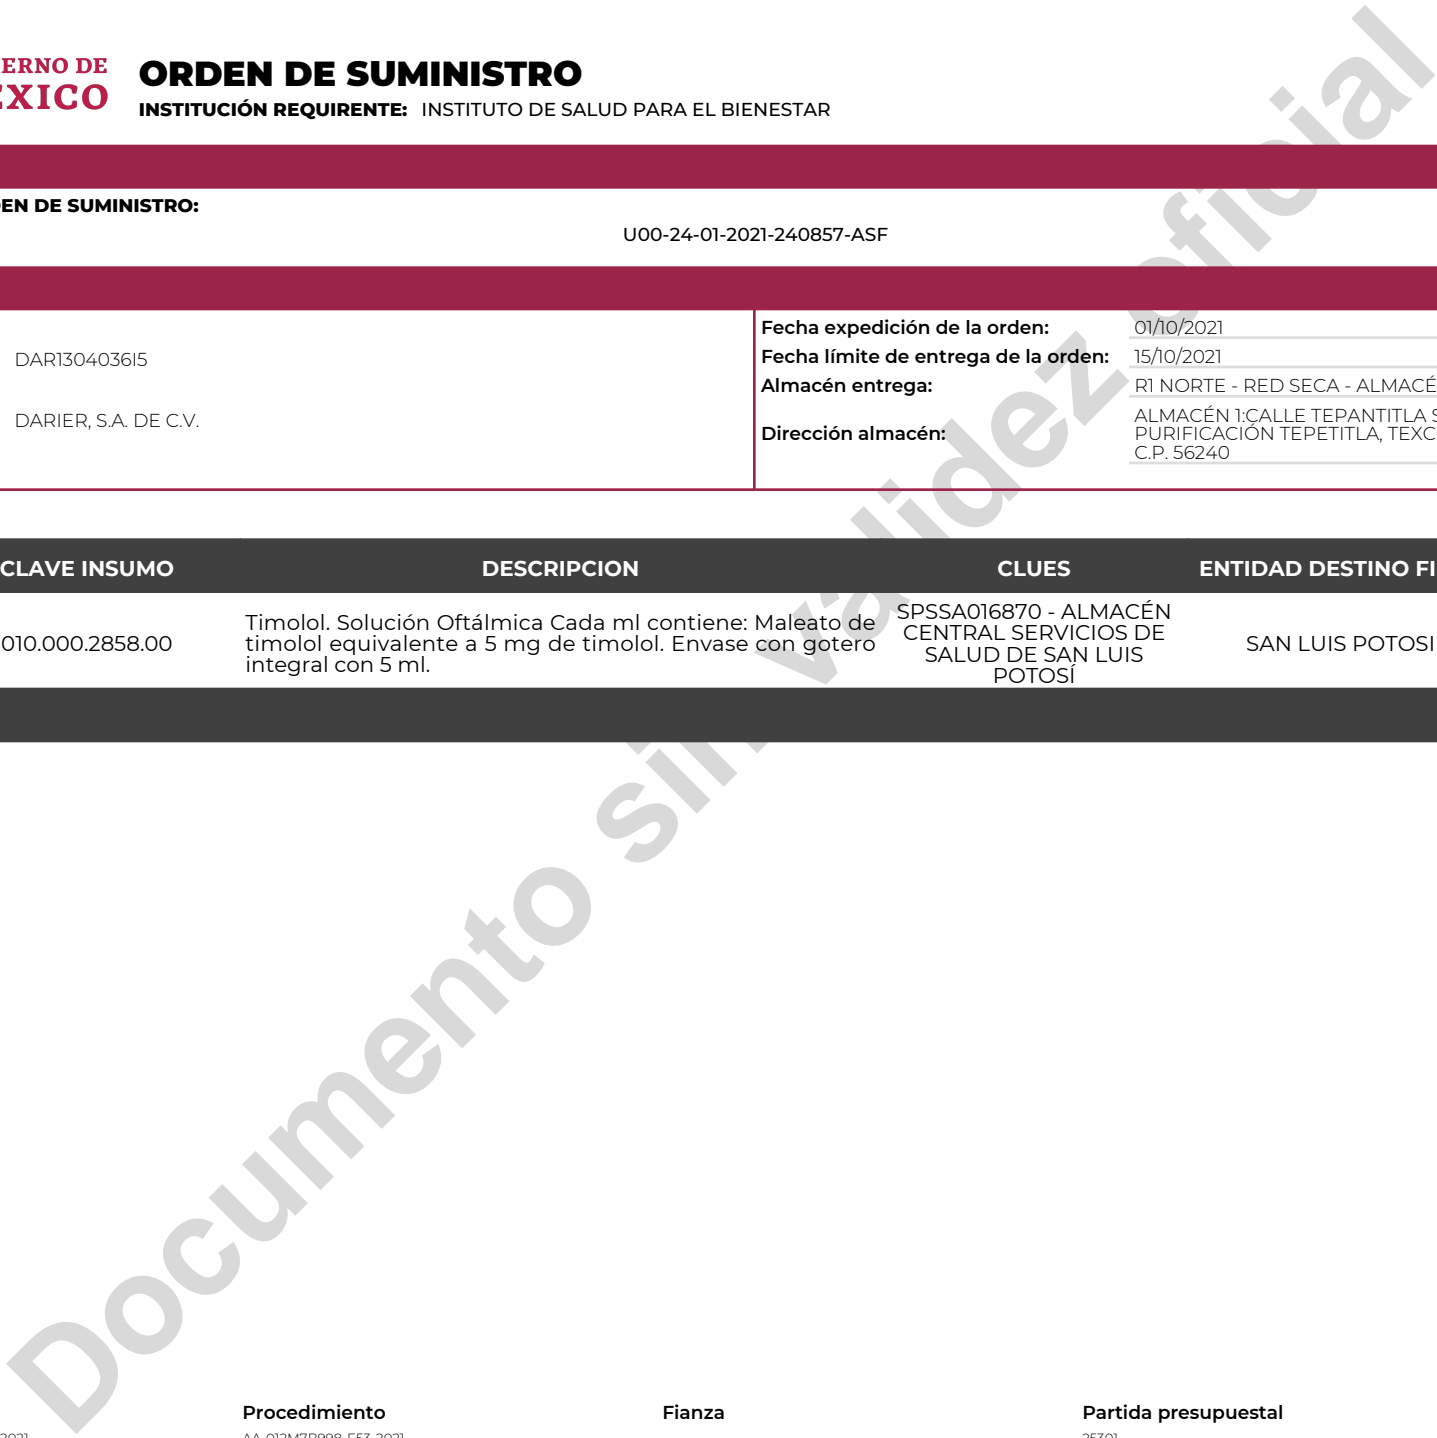 ERNO DE
ÉXICO
ORDEN DE SUMINISTRO
INSTITUCIÓN REQUIRENTE: INSTITUTO DE SALUD PARA EL BIENESTAR
EN DE SUMINISTRO:
U00-24-01-2021-240857-ASF
DAR1304036I5
DARIER, S.A. DE C.V.
Fecha expedición de la orden: 01/10/2021
Fecha límite de entrega de la orden: 15/10/2021
Almacén entrega: R1 NORTE - RED SECA - ALMACÉ
Dirección almacén:
ALMACÉN 1:CALLE TEPANTITLA S
PURIFICACIÓN TEPETITLA, TEXC
C.P. 56240
CLAVE INSUMO DESCRIPCION CLUES ENTIDAD DESTINO FI
010.000.2858.00
Timolol. Solución Oftálmica Cada ml contiene: Maleato de
timolol equivalente a 5 mg de timolol. Envase con gotero
integral con 5 ml.
SPSSA016870 - ALMACÉN
CENTRAL SERVICIOS DE
SALUD DE SAN LUIS
POTOSÍ
SAN LUIS POTOSI
Documento sin validez oficial
Procedimiento Fianza Partida presupuestal